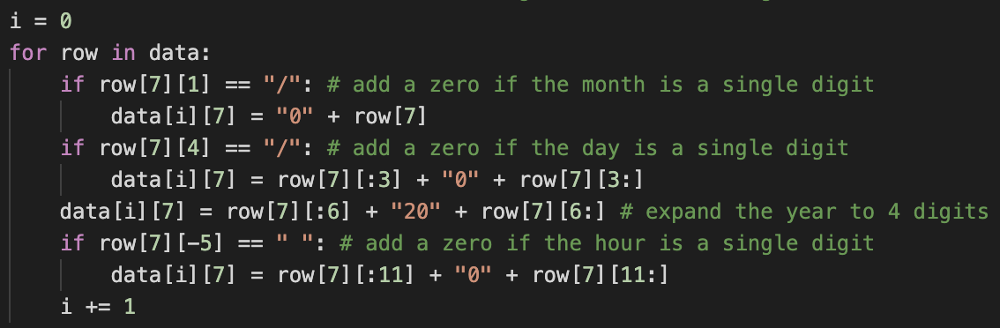 i = 0
for row in data:
    if row[7][1] == "/": # add a zero if the month is a single digit
        data[i][7] = "0" + row[7]
    if row[7][4] == "/": # add a zero if the day is a single digit
        data[i][7] = row[7][:3] + "0" + row[7][3:]
    data[i][7] = row[7][:6] + "20" + row[7][6:] # expand the year to 4 digits
    if row[7][-5] == " ": # add a zero if the hour is a single digit
        data[i][7] = row[7][:11] + "0" + row[7][11:]
    i += 1